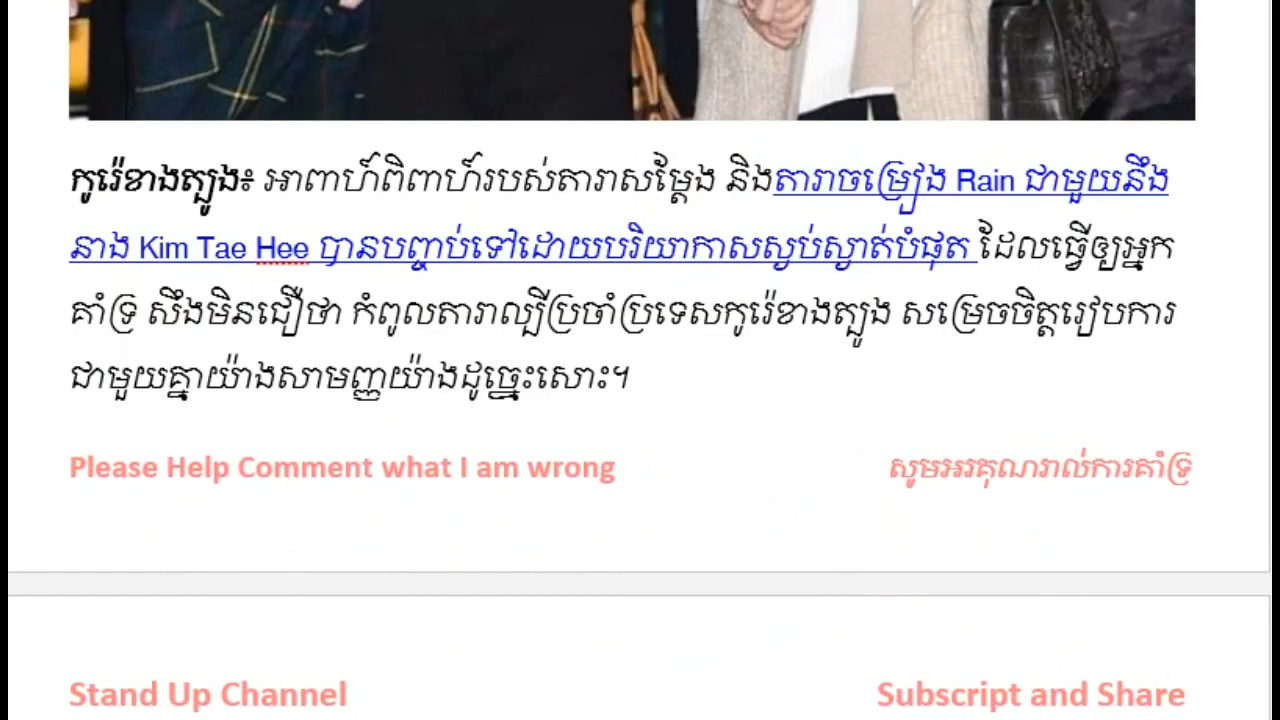 កូរ៉េខាងត្បូង៖ អាពាហ៍ពិពាហ៍របស់តារាសម្ដែង និងតារាចម្រៀង Rain ជាមួយនឹង
នាង Kim Tae Hee បានបញ្ចប់ទៅដោយបរិយាកាសស្ងប់ស្ងាត់បំផុត ដែលធ្វើឲ្យអ្នក
គាំទ្រ សឹងមិនជឿថា កំពូលតារាល្បីប្រចាំប្រទេសកូរ៉េខាងត្បូង សម្រេចចិត្តរៀបការ
ជាមួយគ្នាយ៉ាងសាមញ្ញយ៉ាងដូច្នេះសោះ។
Please Help Comment what I am wrong សូមអរគុណរាល់ការគាំទ្រ
Stand Up Channel Subscript and Share